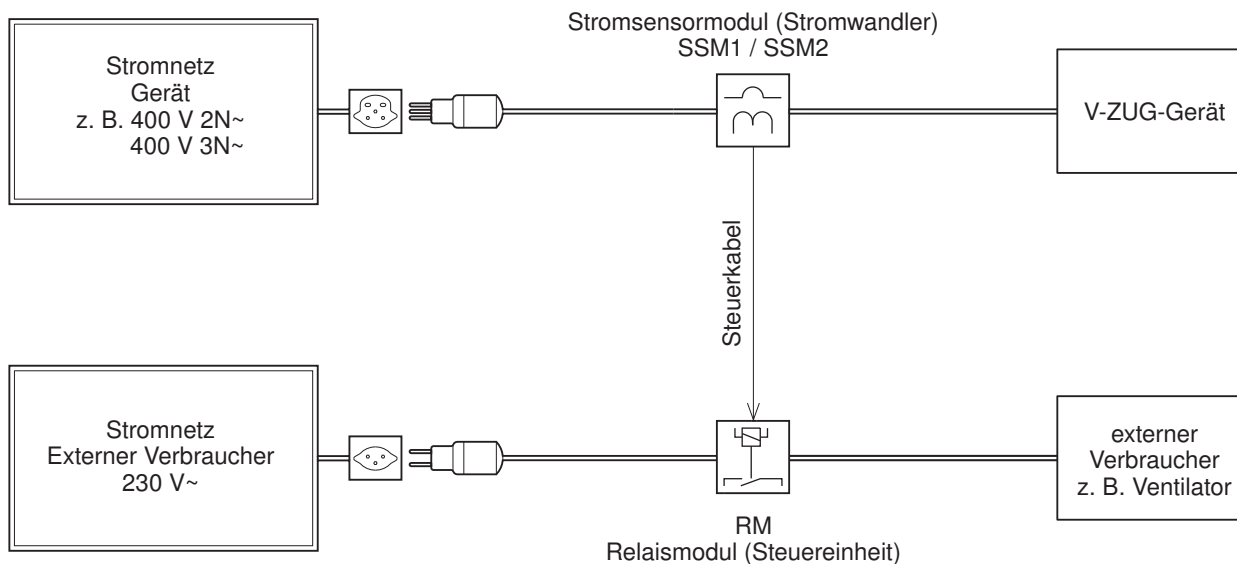 Stromsensormodul (Stromwandler)
SSM1 / SSM2
Stromnetz
Gerät
z. B. 400 V 2N~
400 V 3N~
V-ZUG-Gerät
Steuerkabel
Stromnetz
Externer Verbraucher
230 V~
externer
Verbraucher
z. B. Ventilator
RM
Relaismodul (Steuereinheit)